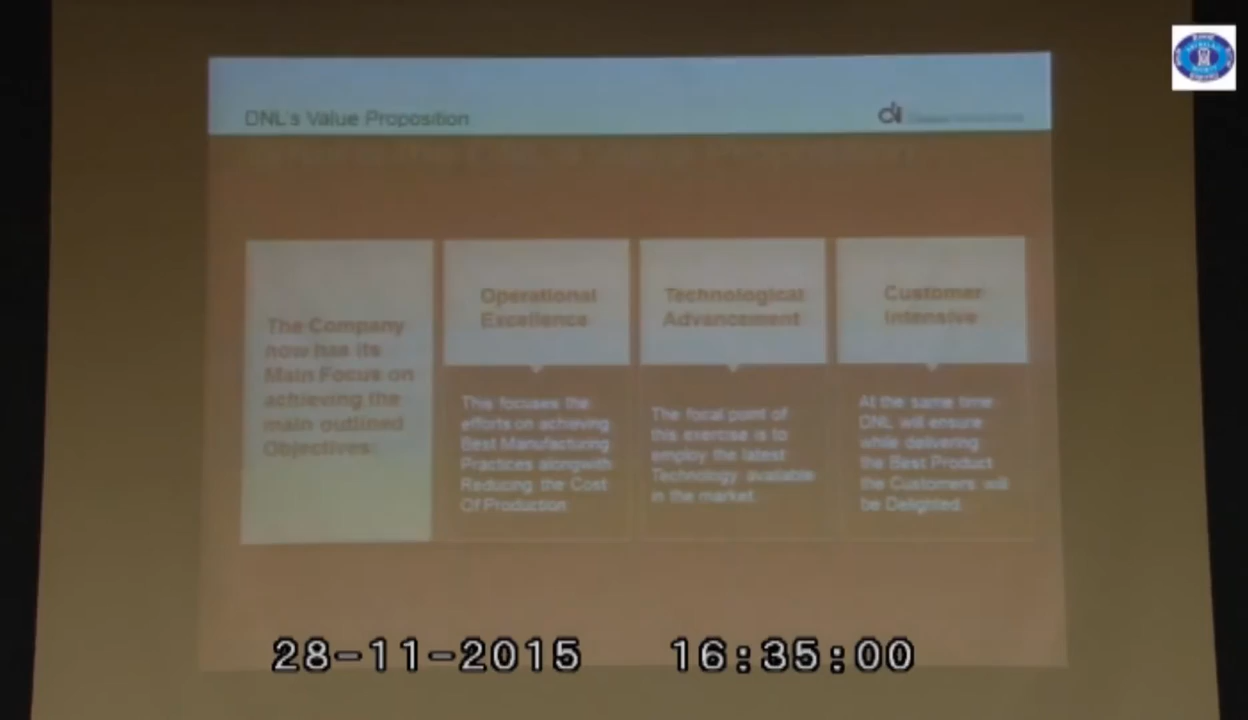 DNL's Value Proposition
The Company
now has its
Main Focus on
achieving the
main outlined
Objectives:
Operational
Excellence
This focuses the
efforts on achieving
Best Manufacturing
Practices alongwith
Reducing the Cost
Of Production
Technological
Advancement
The focal point of
this exercise is to
employ the latest
Technology available
in the market.
Customer
Intensive
At the same time
DNL will ensure
while delivering
the Best Product
the Customers will
be Delighted.
28-11-2015 16:35:00